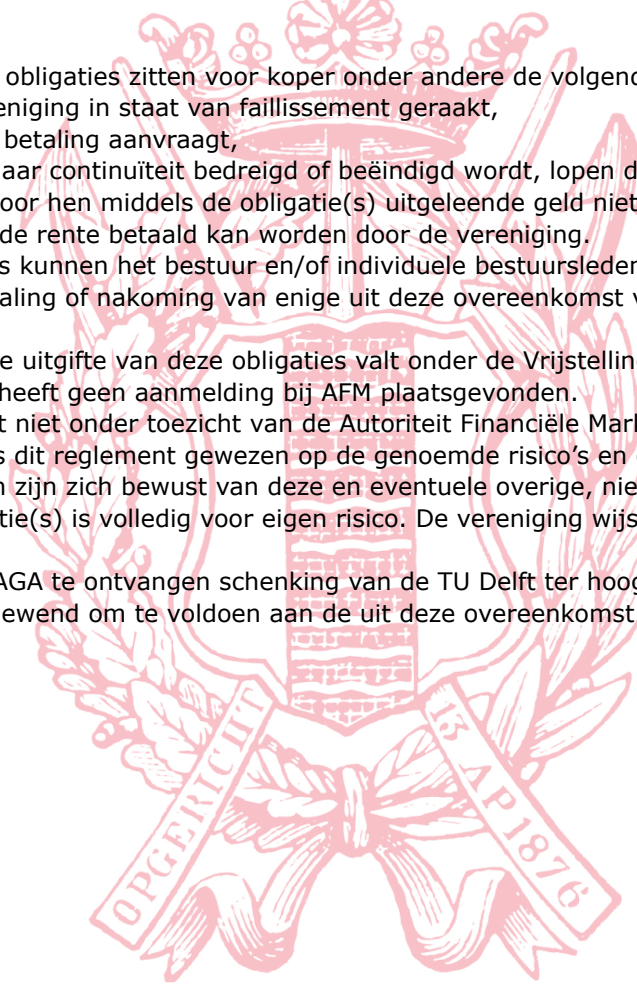 obligaties zitten voor koper onder andere de volgend
eniging in staat van faillissement geraakt,
betaling aanvraagt,
aar continuïteit bedreigd of beëindigd wordt, lopen d
oor hen middels de obligatie(s) uitgeleende geld niet
de rente betaald kan worden door de vereniging.
s kunnen het bestuur en/of individuele bestuursleden
aling of nakoming van enige uit deze overeenkomst v
e uitgifte van deze obligaties valt onder de Vrijstellin
heeft geen aanmelding bij AFM plaatsgevonden.
t niet onder toezicht van de Autoriteit Financiële Mark
s dit reglement gewezen op de genoemde risico's en
n zijn zich bewust van deze en eventuele overige, nie
tie(s) is volledig voor eigen risico. De vereniging wijs
AGA te ontvangen schenking van de TU Delft ter hoog
ewend om te voldoen aan de uit deze overeenkomst
OPGERICHT
13 AP 1876